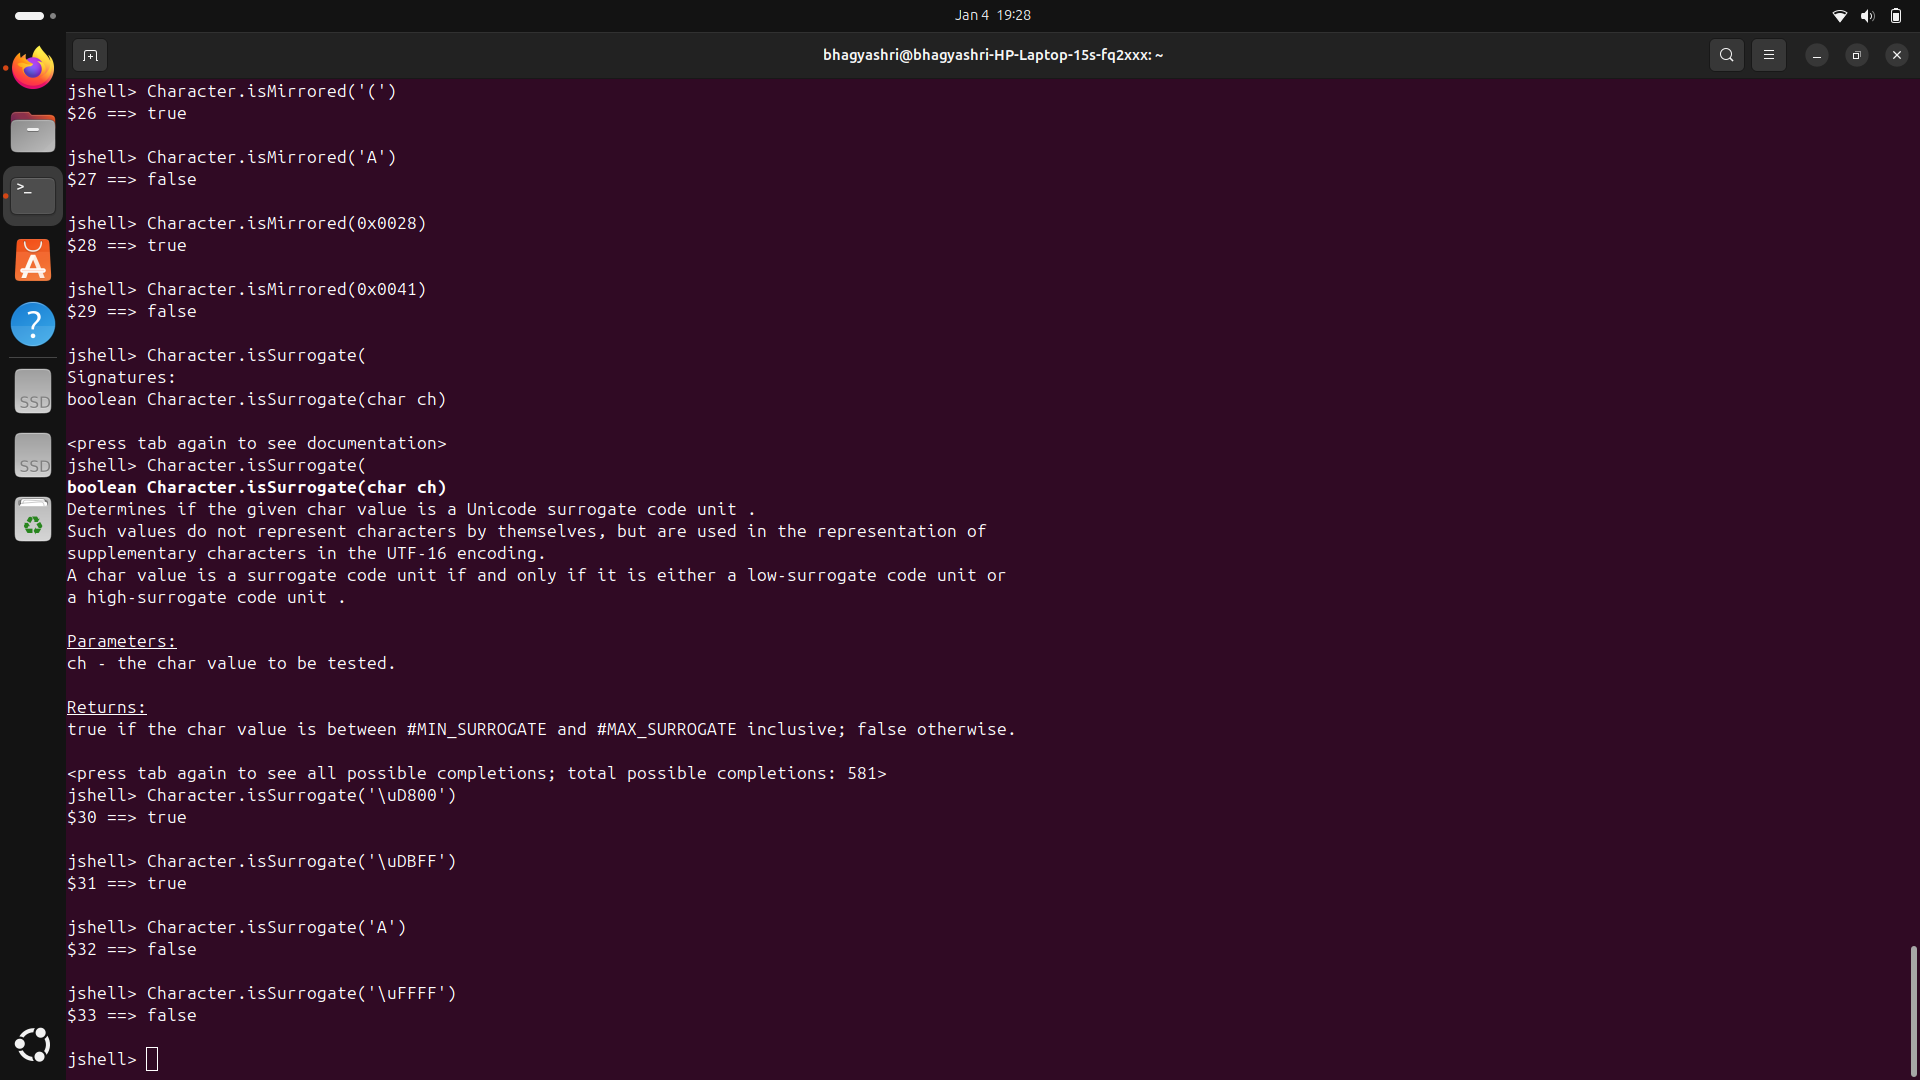 Jan 4 19:28
bhagyashri@bhagyashri-HP-Laptop-15s-fq2xxx: ~
jshell> Character.isMirrored('(')
$26 ==> true
jshell> Character.isMirrored('A')
$27 ==> false
jshell> Character.isMirrored(0x0028)
$28 ==> true
jshell> Character.isMirrored(0x0041)
$29 ==> false
jshell> Character.isSurrogate(
Signatures:
boolean Character.isSurrogate(char ch)
<press tab again to see documentation>
jshell> Character.isSurrogate(
boolean Character.isSurrogate(char ch)
Determines if the given char value is a Unicode surrogate code unit .
Such values do not represent characters by themselves, but are used in the representation of
supplementary characters in the UTF-16 encoding.
A char value is a surrogate code unit if and only if it is either a low-surrogate code unit or
a high-surrogate code unit .
Parameters:
ch - the char value to be tested.
Returns:
true if the char value is between #MIN_SURROGATE and #MAX_SURROGATE inclusive; false otherwise.
<press tab again to see all possible completions; total possible completions: 581>
jshell> Character.isSurrogate('\uD800')
$30 ==> true
jshell> Character.isSurrogate('\uDBFF')
$31 ==> true
jshell> Character.isSurrogate('A')
$32 ==> false
jshell> Character.isSurrogate('\uFFFF')
$33 ==> false
jshell>
>_
A
?
SSD
SSD